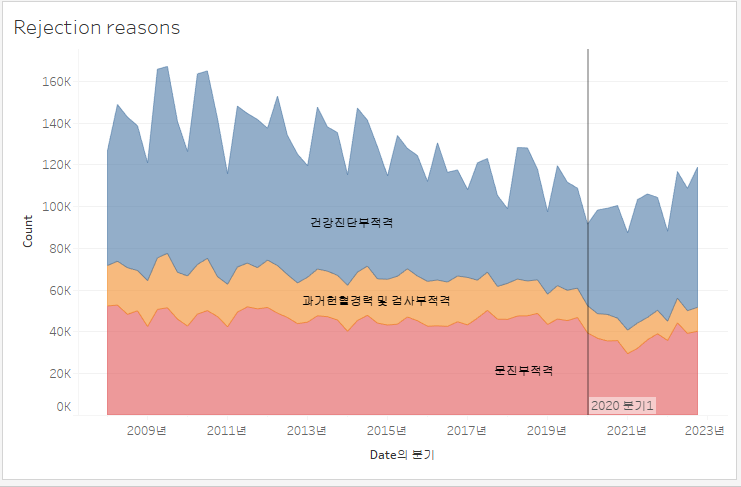 Rejection reasons
160K
140K
120K
100K
80K
60K
40K
20K
0K
Count
건강진단부적격
과거헌혈경력 및 검사부적격
문진부적격
2020 분기1
2009년 2011년 2013년 2015년 2017년 2019년 2021년 2023년
Date의 분기